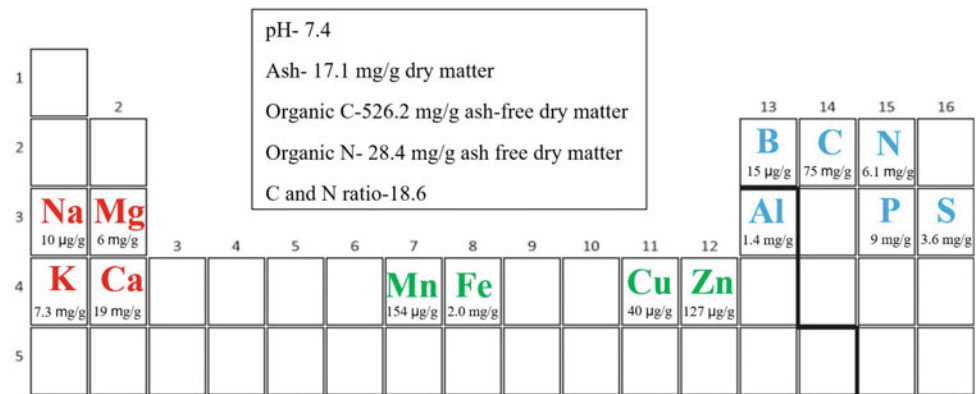 pH- 7.4
Ash- 17.1 mg/g dry matter
Organic C-526.2 mg/g ash-free dry matter
Organic N- 28.4 mg/g ash free dry matter
C and N ratio-18.6
1
2 13 14 15 16
2 B C N
15 µg/g 75 mg/g 6.1 mg/g
3 Na Mg Al P S
10 µg/g 6 mg/g 3 4 5 6 7 8 9 10 11 12 1.4 mg/g 9 mg/g 3.6 mg/g
4 K Ca Mn Fe Cu Zn
7.3 mg/g 19 mg/g 154 µg/g 2.0 mg/g 40 µg/g 127 µg/g
5